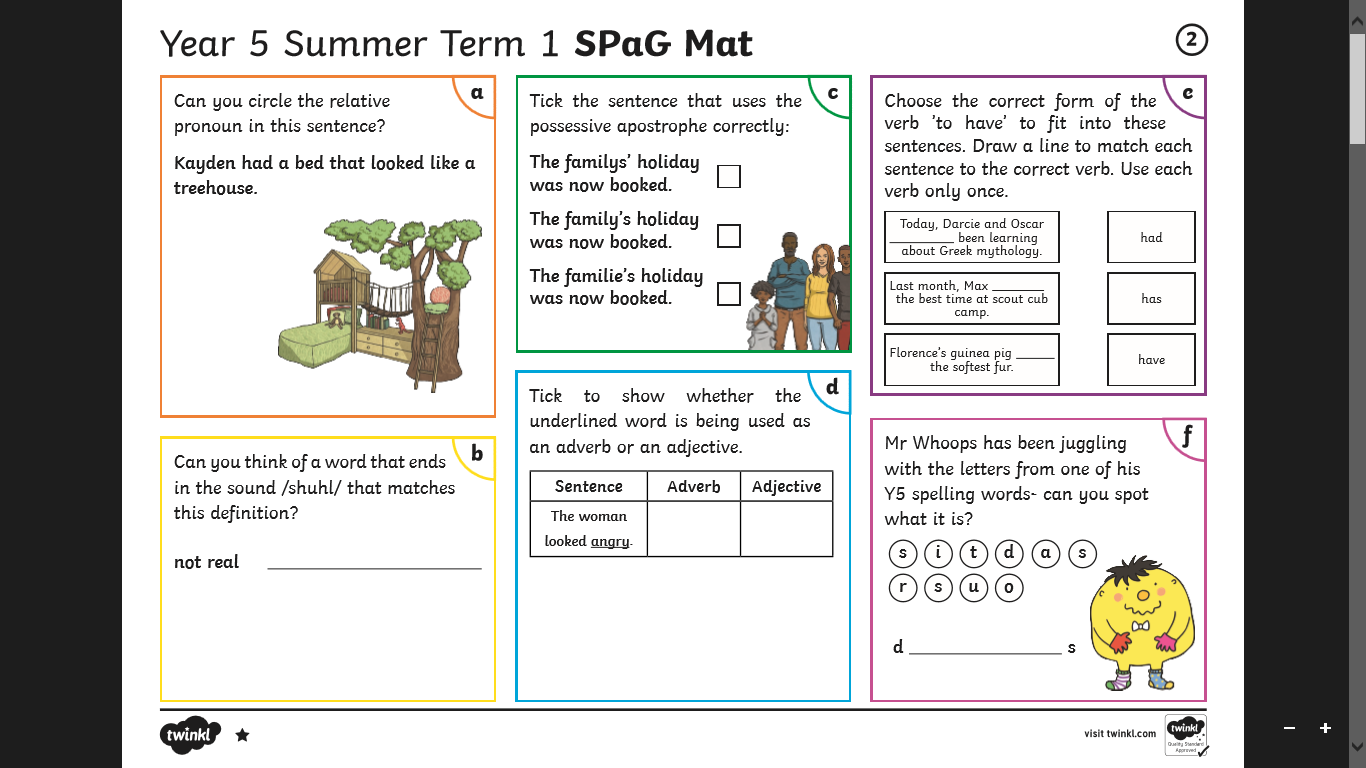 Year 5 Summer Term 1 SPaG Mat
2
a
Can you circle the relative
pronoun in this sentence?
Kayden had a bed that looked like a
treehouse.
b
Can you think of a word that ends
in the sound /shuhl/ that matches
this definition?
not real ____________________
c
Tick the sentence that uses the
possessive apostrophe correctly:
The familys’ holiday
was now booked.
The family’s holiday
was now booked.
The familie’s holiday
was now booked.
d
Tick to show whether the
underlined word is being used as
an adverb or an adjective.
Sentence Adverb Adjective
The woman
looked angry.
e
Choose the correct form of the
verb ’to have’ to fit into these
sentences. Draw a line to match each
sentence to the correct verb. Use each
verb only once.
Today, Darcie and Oscar
__________ been learning
about Greek mythology.
had
Last month, Max ________
the best time at scout cub
camp.
has
Florence’s guinea pig ______
the softest fur.
have
f
Mr Whoops has been juggling
with the letters from one of his
Y5 spelling words- can you spot
what it is?
s i t d a s
r s u o
d ______________ s
twinkl
visit twinkl.com
twinkl
Quality Standard
Approved